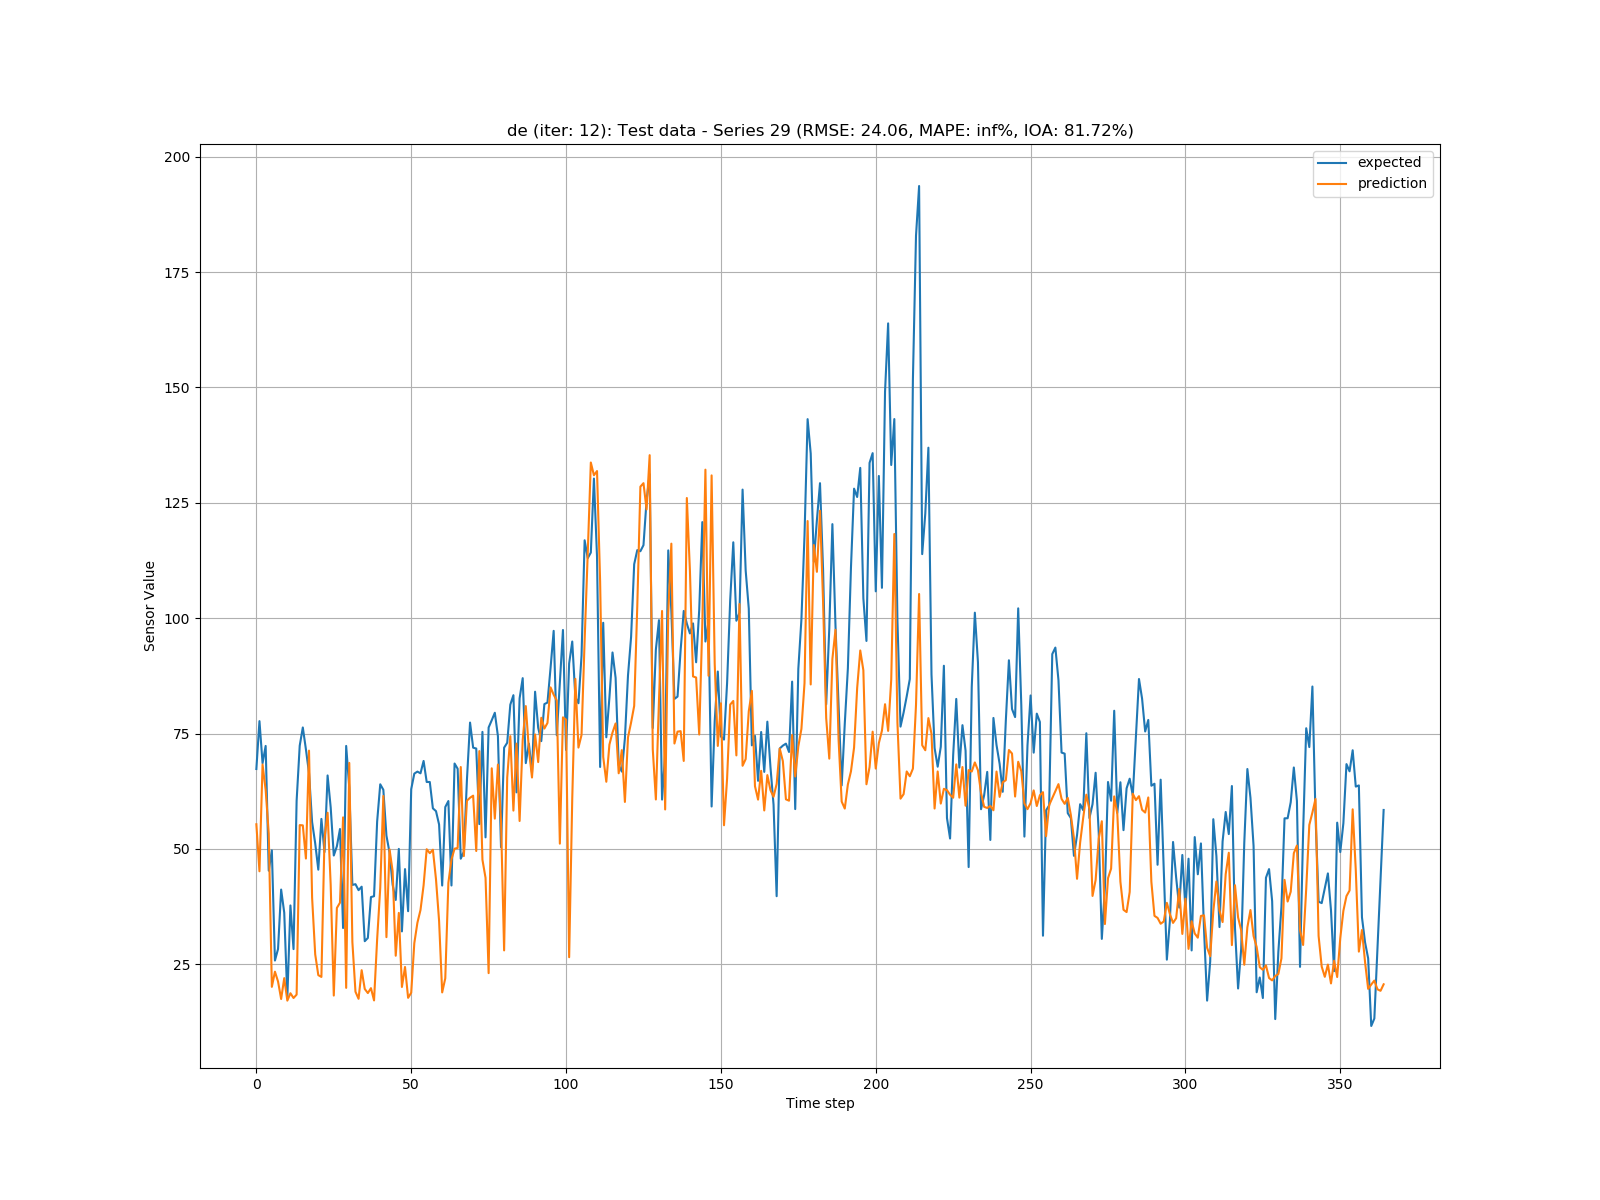 de (iter: 12): Test data - Series 29 (RMSE: 24.06, MAPE: inf%, IOA: 81.72%)
200
175
150
125
100
75
50
25
Sensor Value
expected
prediction
0 50 100 150 200 250 300 350
Time step